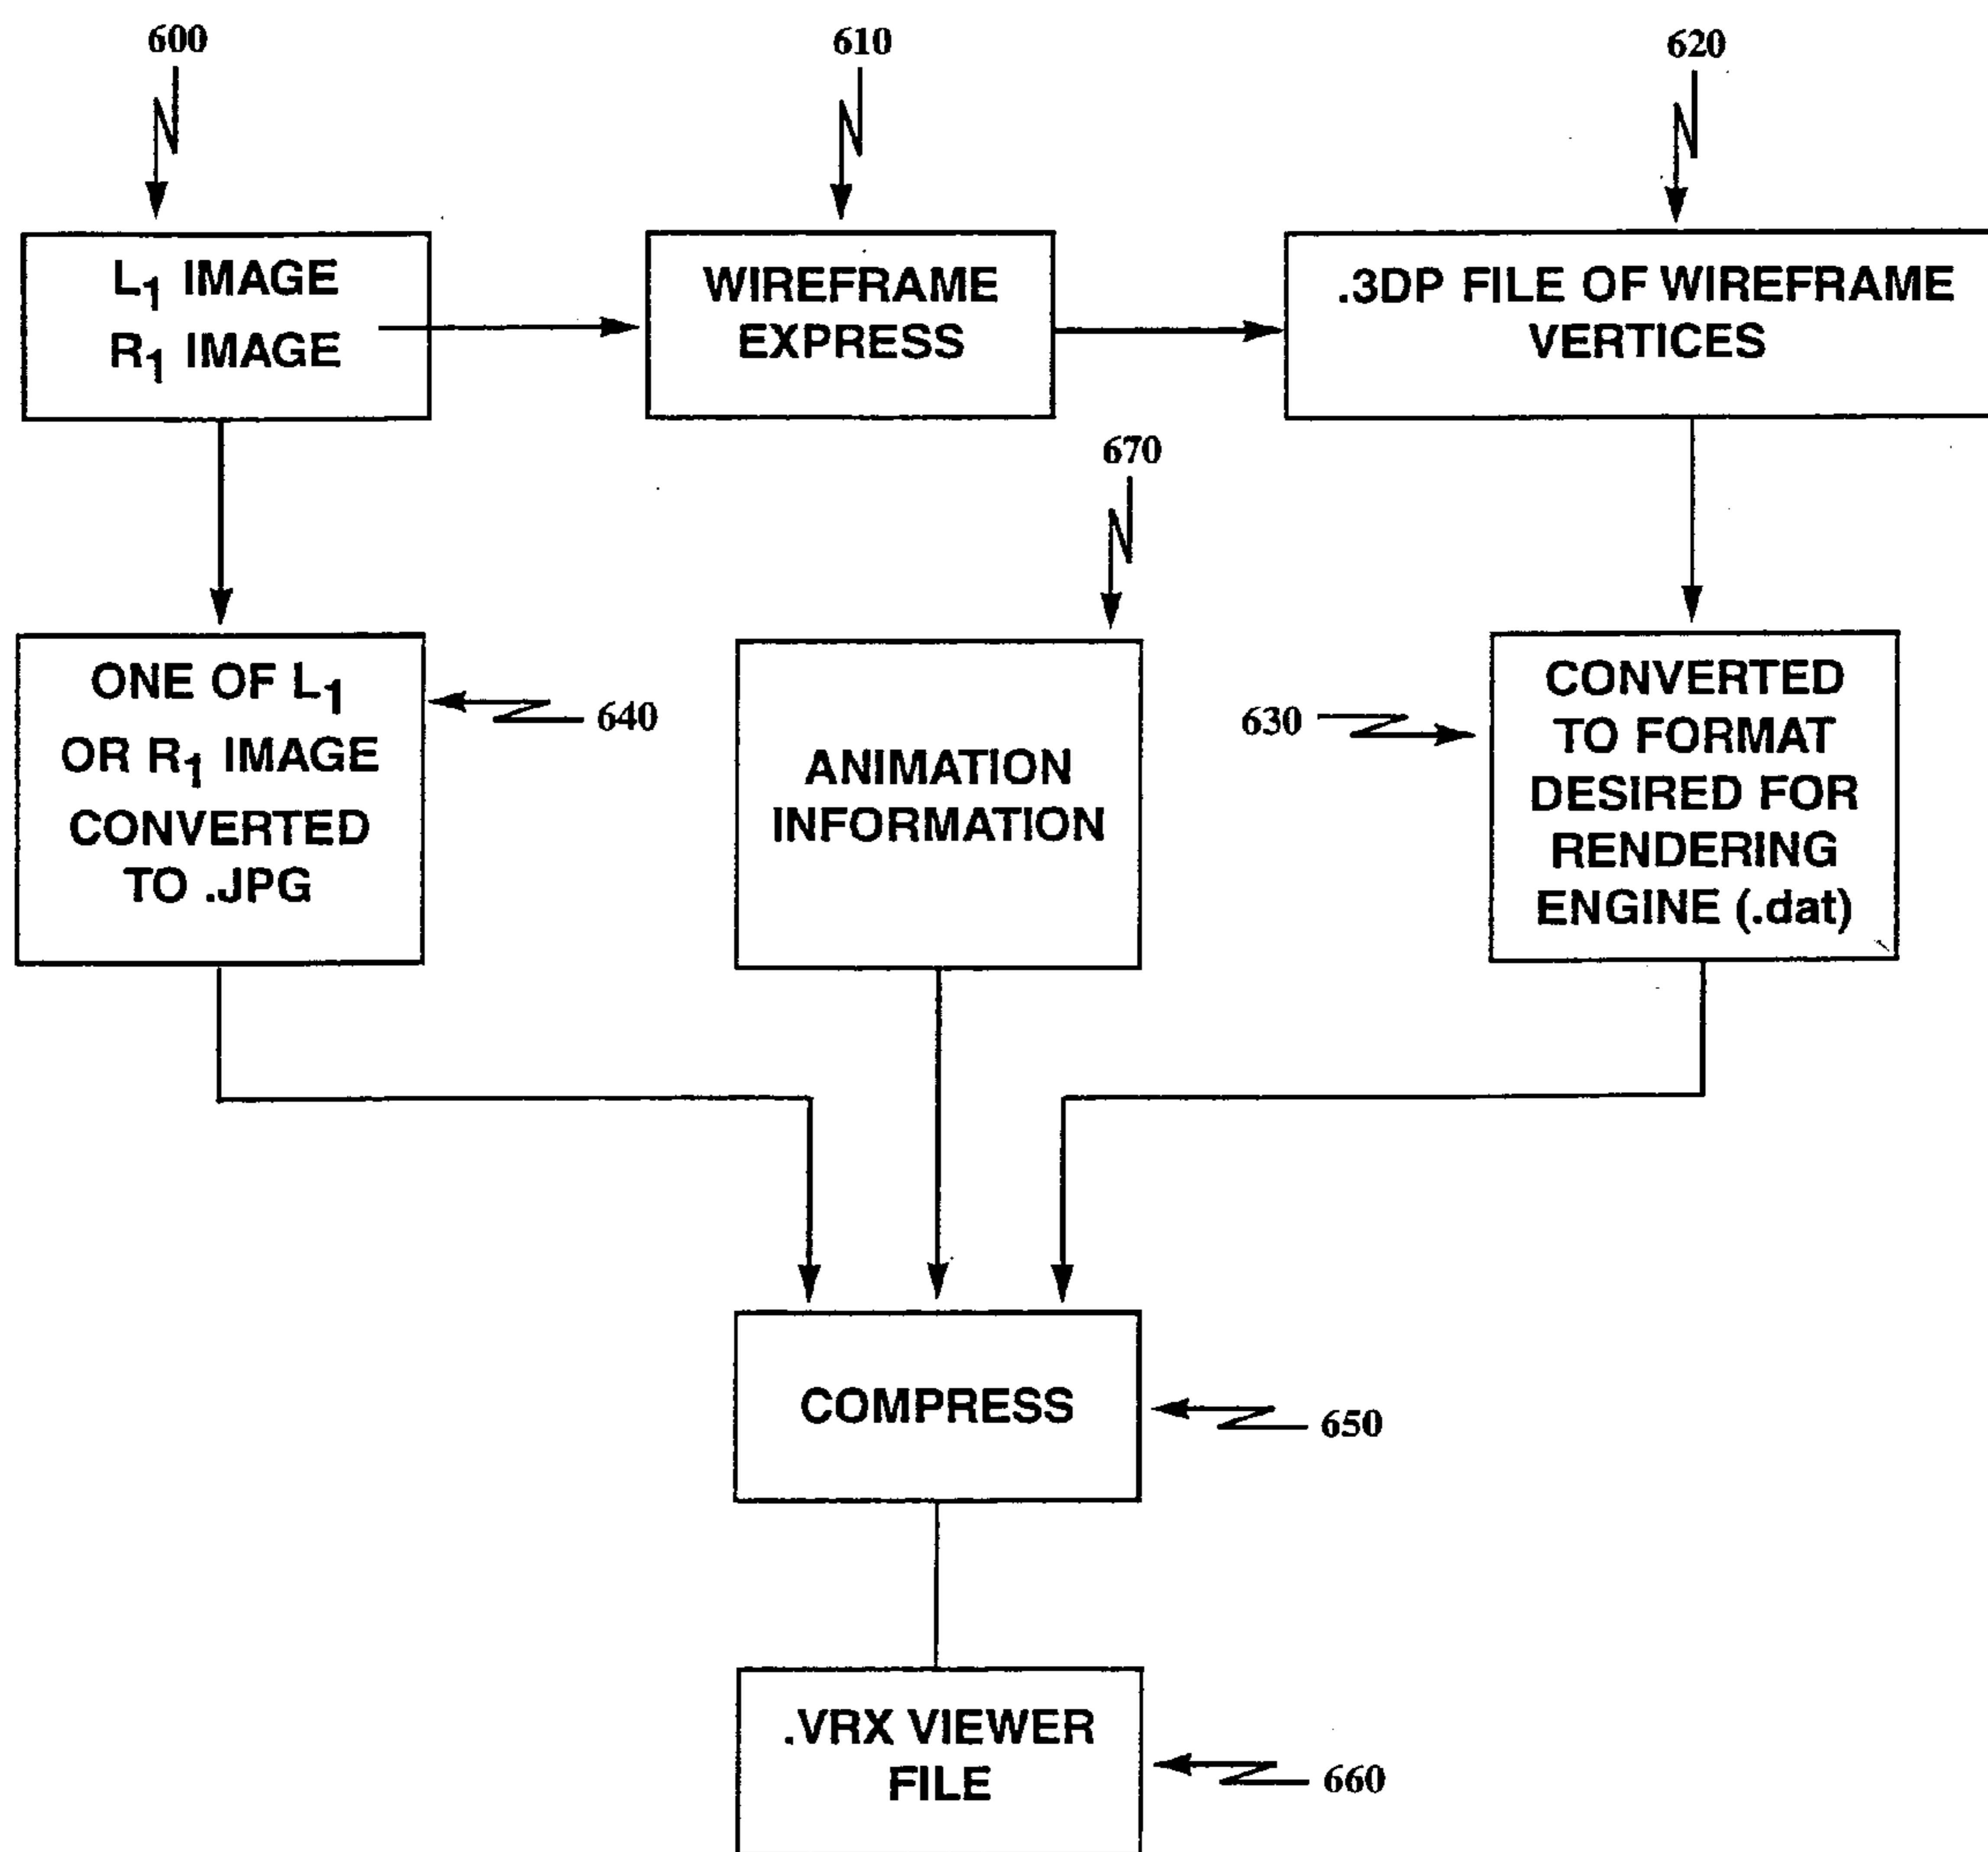 600
610
620
L1 IMAGE
R1 IMAGE
WIREFRAME
EXPRESS
.3DP FILE OF WIREFRAME
VERTICES
670
ONE OF L1
OR R1 IMAGE
CONVERTED
TO .JPG
640
ANIMATION
INFORMATION
630
CONVERTED
TO FORMAT
DESIRED FOR
RENDERING
ENGINE (.dat)
COMPRESS
650
.VRX VIEWER
FILE
660